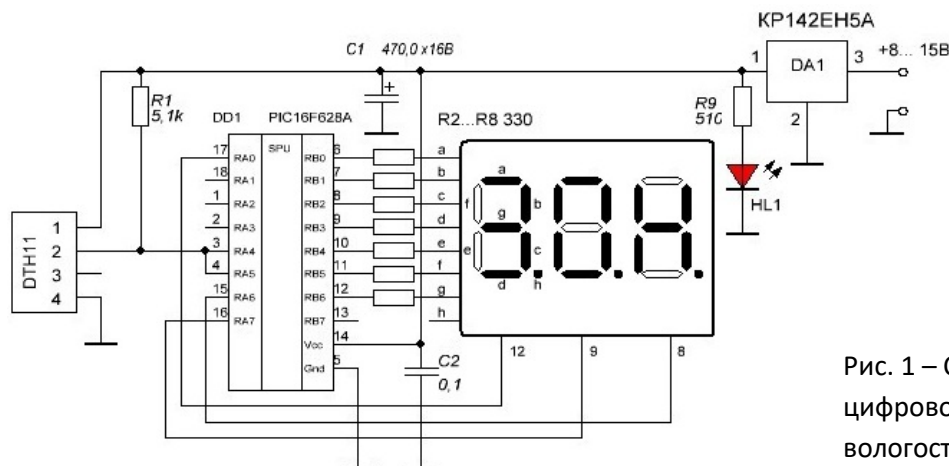 КР142ЕН5А
C1 470,0 x16В
1 DA1 3 +8... 15В
2
R1
5,1k
R9
510
HL1
DD1 PIC16F628A
R2...R8 330
SPU
17 RA0 RB0 6 a
18 RA1 RB1 7 b
1 RA2 RB2 8 c
2 RA3 RB3 9 d
3 RA4 RB4 10 e
4 RA5 RB5 11 f
15 RA6 RB6 12 g
16 RA7 RB7 13 h
Vcc 14
Gnd 5
DTH11
1
2
3
4
a
f b
g
e c
d h
12 9 8
C2
0,1
Рис. 1 –
цифрово
вологост